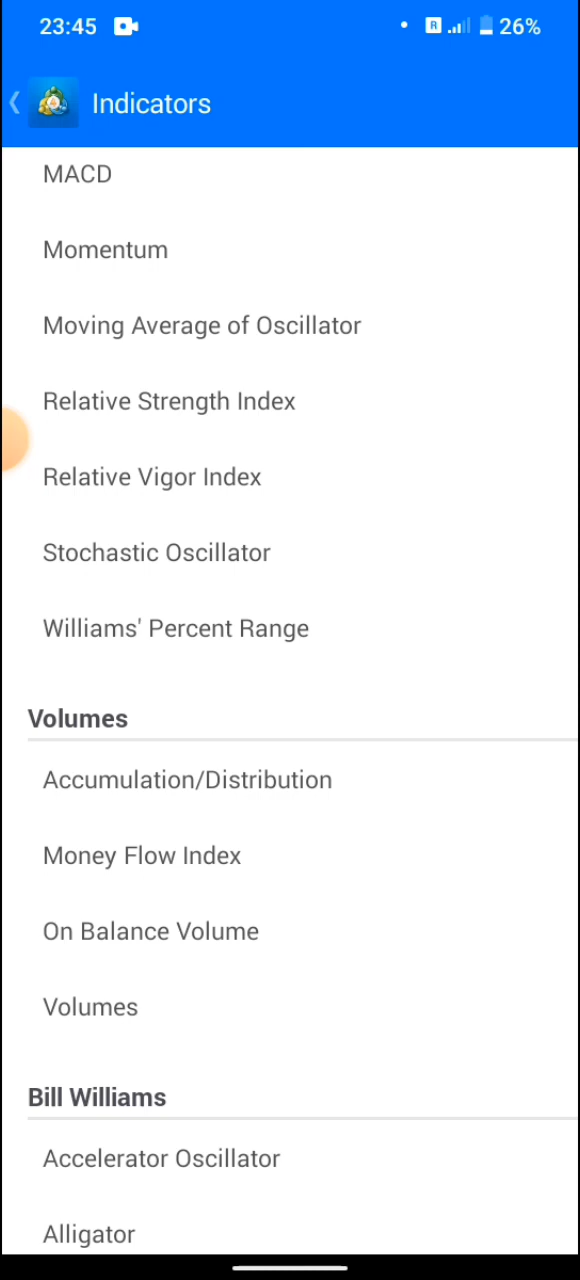 23:45
R
26%
Indicators
MACD
Momentum
Moving Average of Oscillator
Relative Strength Index
Relative Vigor Index
Stochastic Oscillator
Williams' Percent Range
Volumes
Accumulation/Distribution
Money Flow Index
On Balance Volume
Volumes
Bill Williams
Accelerator Oscillator
Alligator